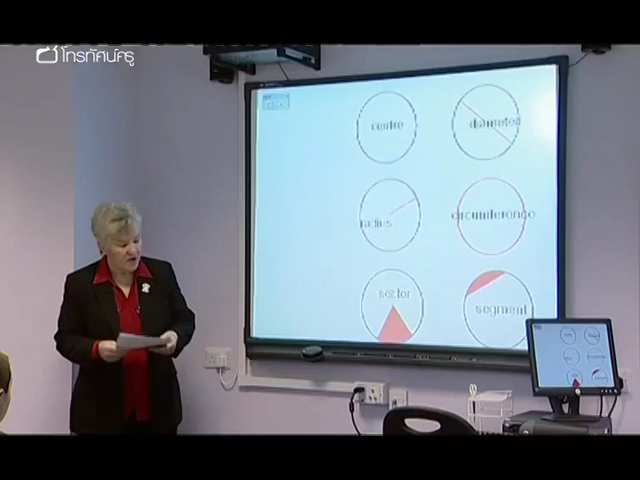 โทรทัศน์ครู
centre
diameter
radius
circumference
sector
segment